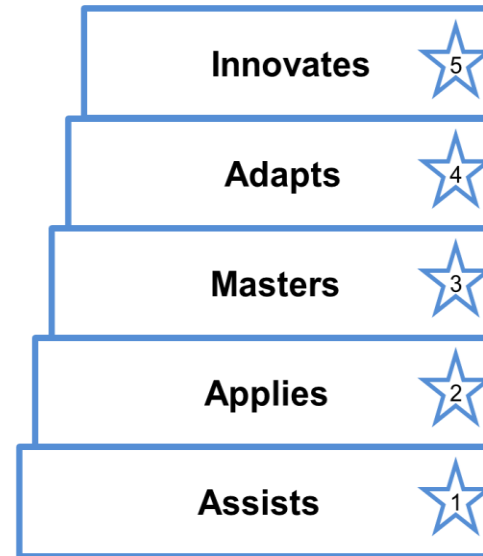 Innovates 5
Adapts 4
Masters 3
Applies 2
Assists 1